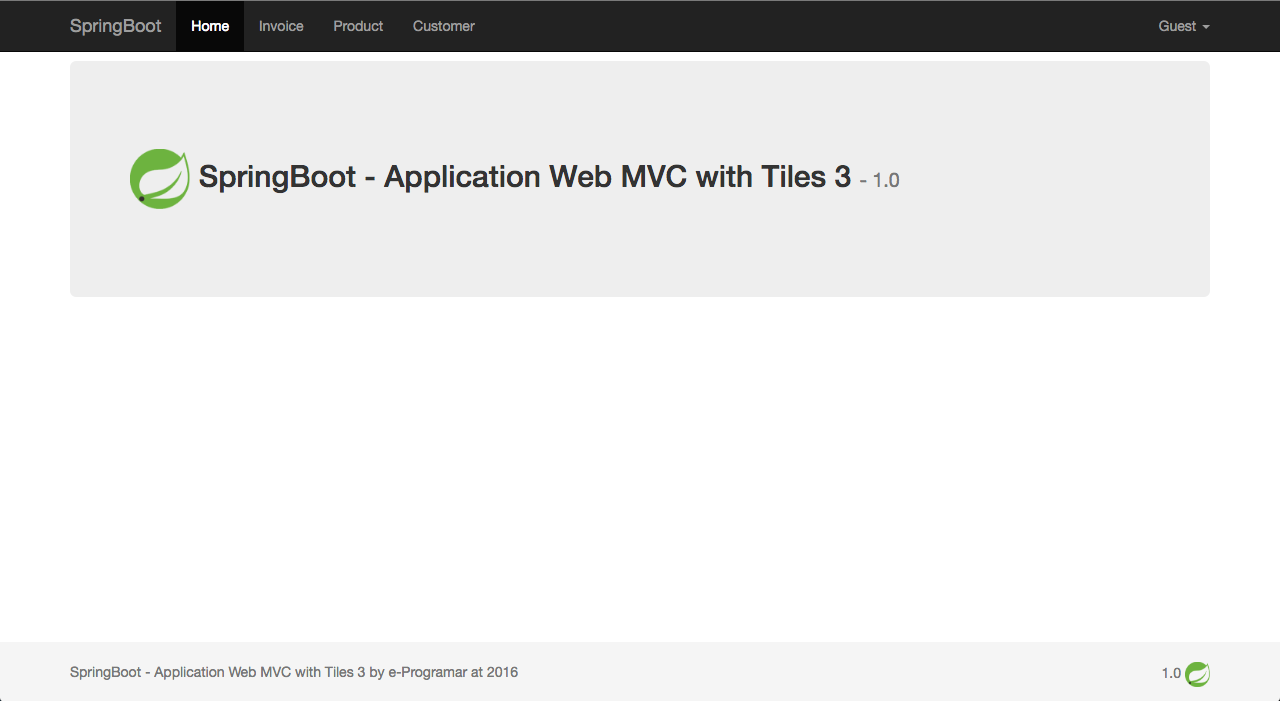 SpringBoot Home Invoice Product Customer Guest
SpringBoot - Application Web MVC with Tiles 3 - 1.0
SpringBoot - Application Web MVC with Tiles 3 by e-Programar at 2016 1.0